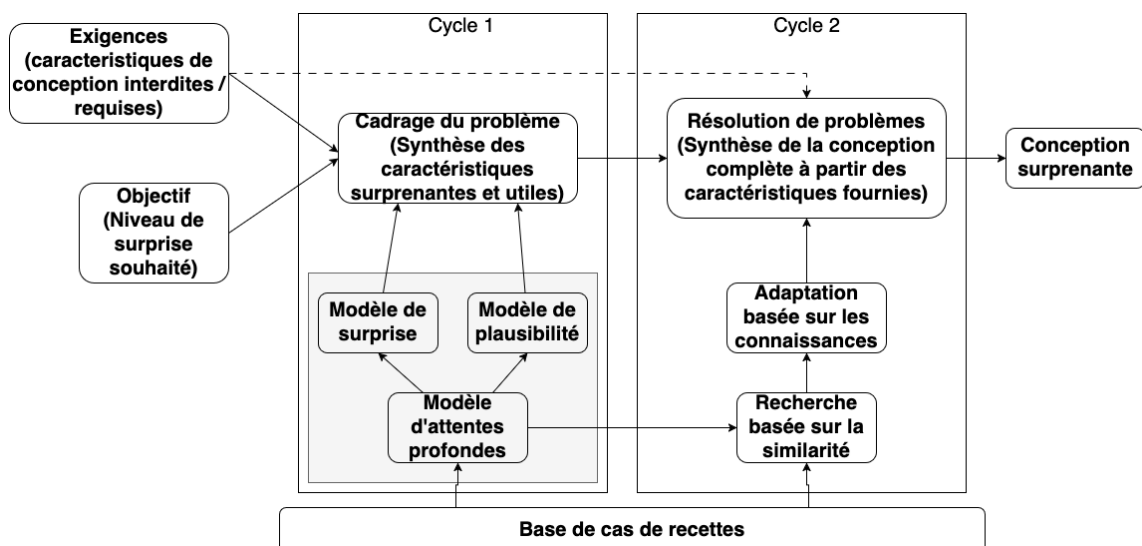 Cycle 1
Cycle 2
Exigences
(caracteristiques de
conception interdites /
requises)
Cadrage du problème
(Synthèse des
caractéristiques
surprenantes et utiles)
Résolution de problèmes
(Synthèse de la conception
complète à partir des
caractéristiques fournies)
Conception
surprenante
Objectif
(Niveau de
surprise
souhaité)
Modèle de
surprise
Modèle de
plausibilité
Adaptation
basée sur les
connaissances
Modèle
d'attentes
profondes
Recherche
basée sur la
similarité
Base de cas de recettes